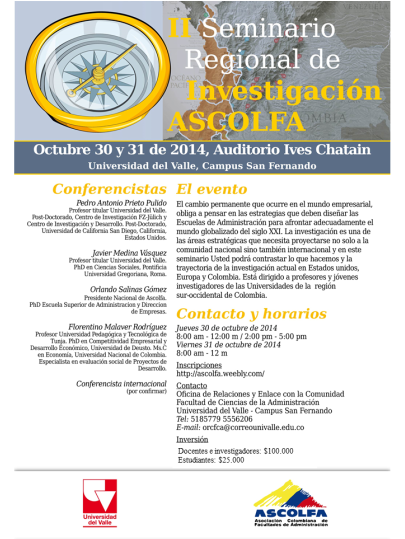 II Seminario
Regional de
Investigación
ASCOLFA
Octubre 30 y 31 de 2014, Auditorio Ives Chatain
Universidad del Valle, Campus San Fernando
Conferencistas
Pedro Antonio Prieto Pulido
Profesor titular Universidad del Valle.
Post-Doctorado, Centro de Investigación FZ-Jülich y
Centro de Investigación y Desarrollo. Post-Doctorado,
Universidad de California San Diego, California,
Estados Unidos.
Javier Medina Vásquez
Profesor titular Universidad del Valle.
PhD en Ciencias Sociales, Pontificia
Universidad Gregoriana, Roma.
Orlando Salinas Gómez
Presidente Nacional de Ascolfa.
PhD Escuela Superior de Administracion y Direccion
de Empresas.
Florentino Malaver Rodríguez
Profesor Universidad Pedagógica y Tecnológica de
Tunja. PhD en Competitividad Empresarial y
Desarrollo Económico, Universidad de Deusto. Ms.C
en Economía, Universidad Nacional de Colombia.
Especialista en evaluación social de Proyectos de
Desarrollo.
Conferencista internacional
(por confirmar)
El evento
El cambio permanente que ocurre en el mundo empresarial,
obliga a pensar en las estrategias que deben diseñar las
Escuelas de Administración para afrontar adecuadamente el
mundo globalizado del siglo XXI. La investigación es una de
las áreas estratégicas que necesita proyectarse no solo a la
comunidad nacional sino también internacional y en este
seminario Usted podrá contrastar lo que hacemos y la
trayectoria de la investigación actual en Estados unidos,
Europa y Colombia. Está dirigido a profesores y jóvenes
investigadores de las Universidades de la región
sur-occidental de Colombia.
Contacto y horarios
Jueves 30 de octubre de 2014
8:00 am - 12:00 m / 2:00 pm - 5:00 pm
Viernes 31 de octubre de 2014
8:00 am - 12 m
Inscripciones
http://ascolfa.weebly.com/
Contacto
Oficina de Relaciones y Enlace con la Comunidad
Facultad de Ciencias de la Administración
Universidad del Valle - Campus San Fernando
Tel: 5185779 5556206
E-mail: orcfca@correounivalle.edu.co
Inversión
Docentes e investigadores: $100.000
Estudiantes: $25.000
Universidad
del Valle
ASCOLFA
Asociación Colombiana de
Facultades de Administración